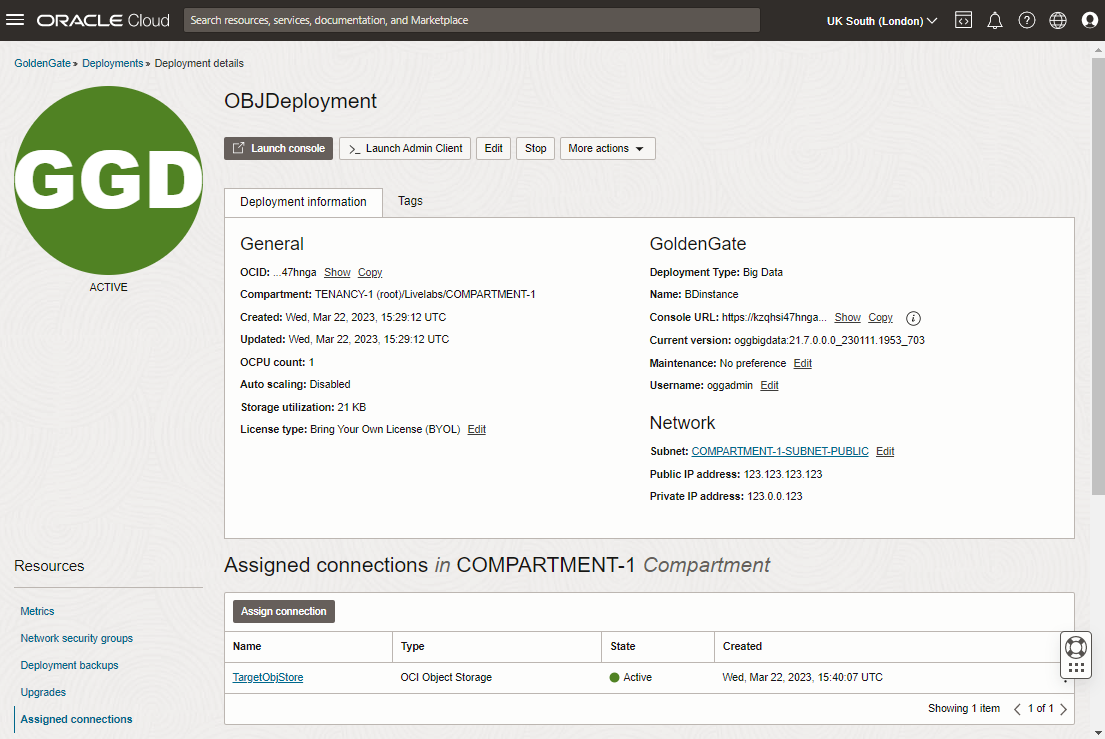 ORACLE Cloud
Search resources, services, documentation, and Marketplace
UK South (London)
GoldenGate » Deployments » Deployment details
GGD
ACTIVE
OBJDeployment
Launch console
>_ Launch Admin Client
Edit
Stop
More actions
Deployment information
Tags
General
OCID: ...47hnga Show Copy
Compartment: TENANCY-1 (root)/Livelabs/COMPARTMENT-1
Created: Wed, Mar 22, 2023, 15:29:12 UTC
Updated: Wed, Mar 22, 2023, 15:29:12 UTC
OCPU count: 1
Auto scaling: Disabled
Storage utilization: 21 KB
License type: Bring Your Own License (BYOL) Edit
GoldenGate
Deployment Type: Big Data
Name: BDinstance
Console URL: https://kzqhsi47hnga... Show Copy
Current version: oggbigdata:21.7.0.0.0_230111.1953_703
Maintenance: No preference Edit
Username: oggadmin Edit
Network
Subnet: COMPARTMENT-1-SUBNET-PUBLIC Edit
Public IP address: 123.123.123.123
Private IP address: 123.0.0.123
Resources
Metrics
Network security groups
Deployment backups
Upgrades
Assigned connections
Assigned connections in COMPARTMENT-1 Compartment
Assign connection
Name Type State Created
TargetObjStore OCI Object Storage Active Wed, Mar 22, 2023, 15:40:07 UTC
Showing 1 item < 1 of 1 >